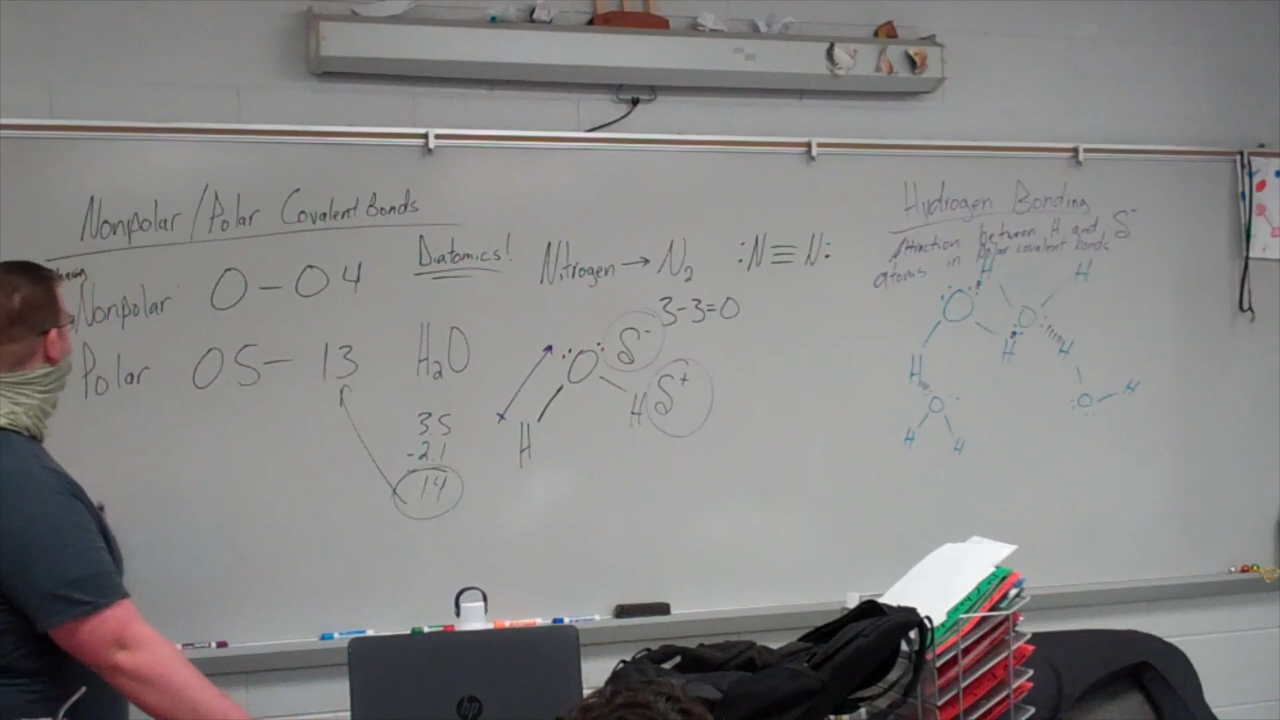 Nonpolar / Polar Covalent Bonds
Nonpolar 0 - 0.4
Polar 0.5 - 1.3
Diatomics!
H₂O
3.5
-2.1
1.4
Nitrogen → N₂ :N≡N:
3-3=0
O δ⁻
H δ⁺
H
Hydrogen Bonding
Attraction between H and δ⁻
atoms in polar covalent bonds
H H
O O
H H H
O O H
H H
hp